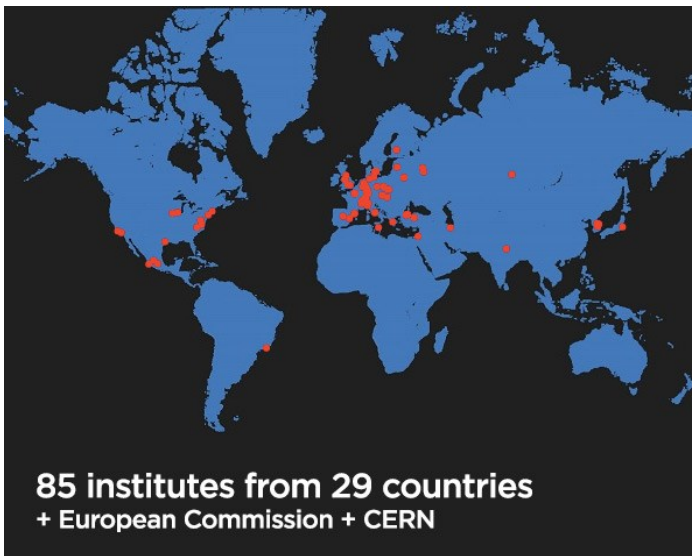 85 institutes from 29 countries
+ European Commission + CERN